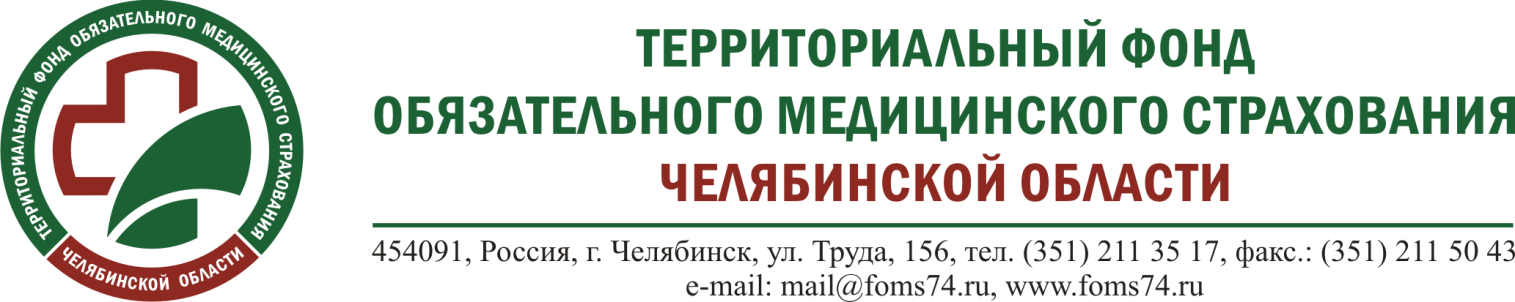 ТЕРРИТОРИАЛЬНЫЙ ФОНД ОБЯЗАТЕЛЬНОГО МЕДИЦИНСКОГО СТРАХОВАНИЯ
ЧЕЛЯБИНСКОЙ ОБЛАСТИ
ТЕРРИТОРИАЛЬНЫЙ ФОНД
ОБЯЗАТЕЛЬНОГО МЕДИЦИНСКОГО СТРАХОВАНИЯ
ЧЕЛЯБИНСКОЙ ОБЛАСТИ
454091, Россия, г. Челябинск, ул. Труда, 156, тел. (351) 211 35 17, факс.: (351) 211 50 43
e-mail: mail@foms74.ru, www.foms74.ru